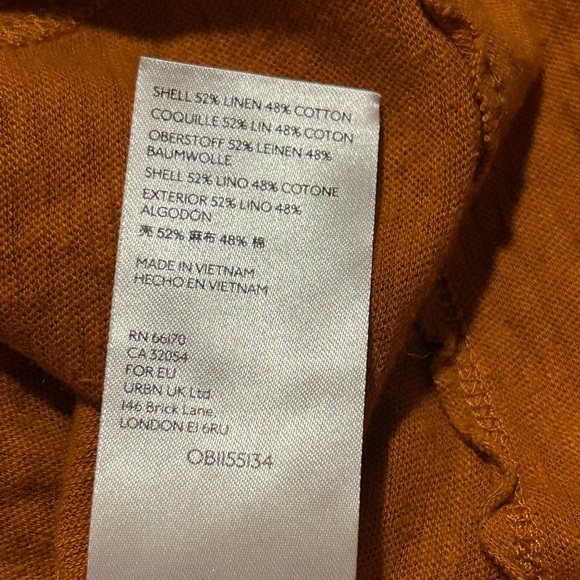 SHELL 52% LINEN 48% COTTON
COQUILLE 52% LIN 48% COTON
OBERSTOFF 52% LEINEN 48%
BAUMWOLLE
SHELL 52% LINO 48% COTONE
EXTERIOR 52% LINO 48%
ALGODÓN
壳 52% 麻布 48% 棉
MADE IN VIETNAM
HECHO EN VIETNAM
RN 66170
CA 32054
FOR EU
URBN UK Ltd
146 Brick Lane,
LONDON E1 6RU
OB1155134